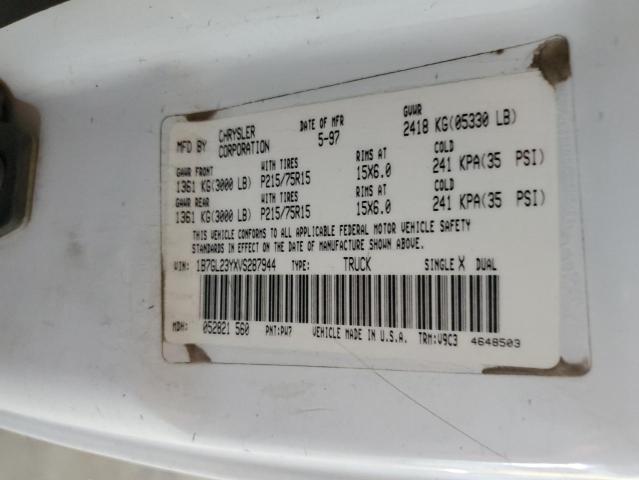 MFD BY CHRYSLER CORPORATION DATE OF MFR 5-97 GVWR 2418 KG(05330 LB)
GAWR FRONT WITH TIRES RIMS AT COLD
1361 KG(3000 LB) P215/75R15 15X6.0 241 KPA(35 PSI)
GAWR REAR WITH TIRES RIMS AT COLD
1361 KG(3000 LB) P215/75R15 15X6.0 241 KPA(35 PSI)
THIS VEHICLE CONFORMS TO ALL APPLICABLE FEDERAL MOTOR VEHICLE SAFETY
STANDARDS IN EFFECT ON THE DATE OF MANUFACTURE SHOWN ABOVE.
VIN: 1B7GL23YXVS287944 TYPE: TRUCK SINGLE X DUAL
MDH: 052821 560 PNT:PW7 VEHICLE MADE IN U.S.A. TRM:V9C3 4648503